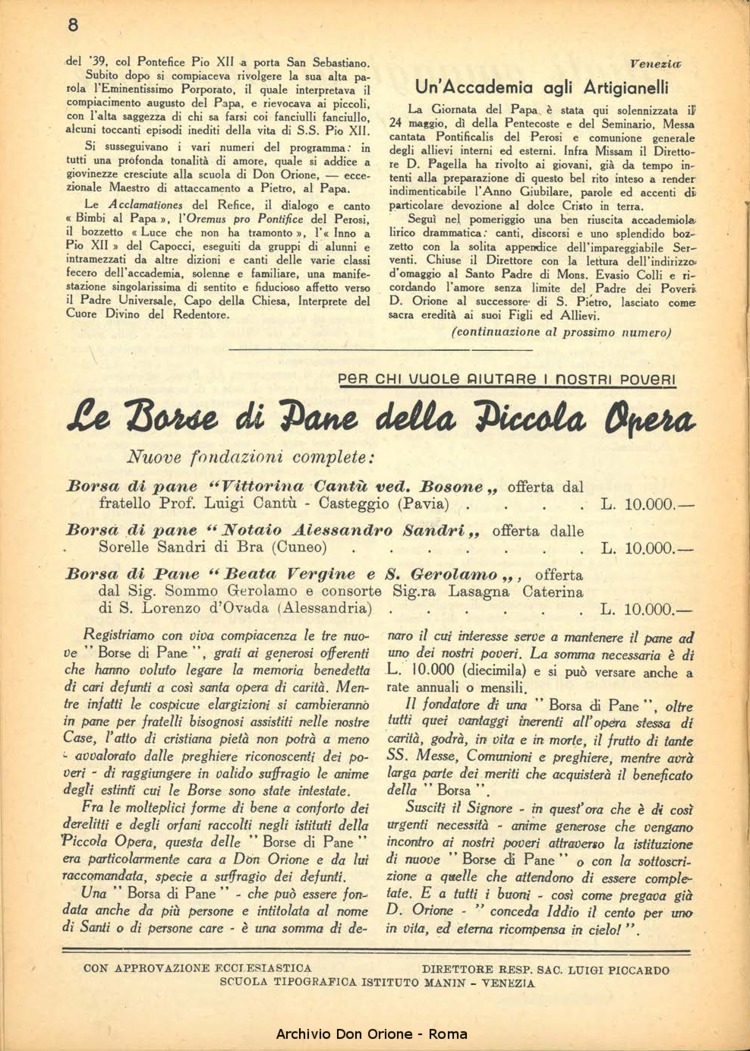 8
del '39, col Pontefice Pio XII a porta San Sebastiano.
Subito dopo si compiaceva rivolgere la sua alta pa-
rola l'Eminentissimo Porporato, il quale interpretava il
compiacimento augusto del Papa, e rievocava ai piccoli,
con l'alta saggezza di chi sa farsi coi fanciulli fanciullo,
alcuni toccanti episodi inediti della vita di S.S. Pio XII.
Si susseguivano i vari numeri del programma: in
tutti una profonda tonalità di amore, quale si addice a
giovinezze cresciute alla scuola di Don Orione, — ecce-
zionale Maestro di attaccamento a Pietro, al Papa.
Le Acclamationes del Refice, il dialogo e canto
« Bimbi al Papa », l'Oremus pro Pontifice del Perosi,
il bozzetto « Luce che non ha tramonto », l'« Inno a
Pio XII » del Capocci, eseguiti da gruppi di alunni e
intramezzati da altre dizioni e canti delle varie classi
fecero dell'accademia, solenne e familiare, una manife-
stazione singolarissima di sentito e fiducioso affetto verso
il Padre Universale, Capo della Chiesa, Interprete del
Cuore Divino del Redentore.
Venezia
Un'Accademia agli Artigianelli
La Giornata del Papa è stata qui solennizzata il
24 maggio, dì della Pentecoste e del Seminario, Messa
cantata Pontificalis del Perosi e comunione generale
degli allievi interni ed esterni. Infra Missam il Diretto-
re D. Pagella ha rivolto ai giovani, già da tempo in-
tenti alla preparazione di questo bel rito inteso a render
indimenticabile l'Anno Giubilare, parole ed accenti di
particolare devozione al dolce Cristo in terra.
Seguì nel pomeriggio una ben riuscita accademiola
lirico drammatica: canti, discorsi e uno splendido boz-
zetto con la solita appendice dell'impareggiabile Ser-
venti. Chiuse il Direttore con la lettura dell'indirizzo
d'omaggio al Santo Padre di Mons. Evasio Colli e ri-
cordando l'amore senza limite del Padre dei Poveri
D. Orione al successore di S. Pietro, lasciato come
sacra eredità ai suoi Figli ed Allievi.
(continuazione al prossimo numero)
PER CHI VUOLE AIUTARE I NOSTRI POVERI
Le Borse di Pane della Piccola Opera
Nuove fondazioni complete:
Borsa di pane “Vittorina Cantù ved. Bosone „ offerta dal
fratello Prof. Luigi Cantù - Casteggio (Pavia) . . . . L. 10.000.—
Borsa di pane “ Notaio Alessandro Sandri „ offerta dalle
Sorelle Sandri di Bra (Cuneo) . . . . . . . L. 10.000.—
Borsa di Pane “ Beata Vergine e S. Gerolamo „ , offerta
dal Sig. Sommo Gerolamo e consorte Sig.ra Lasagna Caterina
di S. Lorenzo d'Ovada (Alessandria) . . . . . . L. 10.000.—
Registriamo con viva compiacenza le tre nuo-
ve " Borse di Pane ", grati ai generosi offerenti
che hanno voluto legare la memoria benedetta
di cari defunti a così santa opera di carità. Men-
tre infatti le cospicue elargizioni si cambieranno
in pane per fratelli bisognosi assistiti nelle nostre
Case, l'atto di cristiana pietà non potrà a meno
- avvalorato dalle preghiere riconoscenti dei po-
veri - di raggiungere in valido suffragio le anime
degli estinti cui le Borse sono state intestate.
Fra le molteplici forme di bene a conforto dei
derelitti e degli orfani raccolti negli istituti della
Piccola Opera, questa delle " Borse di Pane "
era particolarmente cara a Don Orione e da lui
raccomandata, specie a suffragio dei defunti.
Una " Borsa di Pane " - che può essere fon-
data anche da più persone e intitolata al nome
di Santi o di persone care - è una somma di de-
naro il cui interesse serve a mantenere il pane ad
uno dei nostri poveri. La somma necessaria è di
L. 10.000 (diecimila) e si può versare anche a
rate annuali o mensili.
Il fondatore di una " Borsa di Pane ", oltre
tutti quei vantaggi inerenti all'opera stessa di
carità, godrà, in vita e in morte, il frutto di tante
SS. Messe, Comunioni e preghiere, mentre avrà
larga parte dei meriti che acquisterà il beneficato
della " Borsa ".
Susciti il Signore - in quest'ora che è di così
urgenti necessità - anime generose che vengano
incontro ai nostri poveri attraverso la istituzione
di nuove " Borse di Pane " o con la sottoscri-
zione a quelle che attendono di essere comple-
tate. E a tutti i buoni - così come pregava già
D. Orione - " conceda Iddio il cento per uno
in vita, ed eterna ricompensa in cielo! ".
CON APPROVAZIONE ECCLESIASTICA DIRETTORE RESP. SAC. LUIGI PICCARDO
SCUOLA TIPOGRAFICA ISTITUTO MANIN - VENEZIA
Archivio Don Orione - Roma